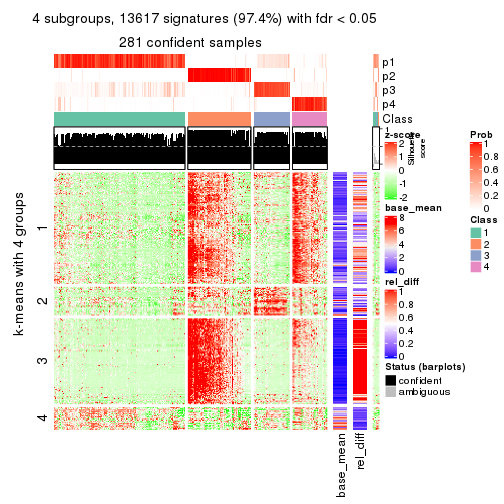 4 subgroups, 13617 signatures (97.4%) with fdr < 0.05
281 confident samples
p1
p2
p3
p4
Class
1
Silhouette
score
k-means with 4 groups
1
2
3
4
base_mean
rel_diff
z-score
2
1
0
-1
-2
base_mean
8
6
4
2
0
rel_diff
1
0.8
0.6
0.4
0.2
0
Status (barplots)
confident
ambiguous
Prob
1
0.8
0.6
0.4
0.2
0
Class
1
2
3
4